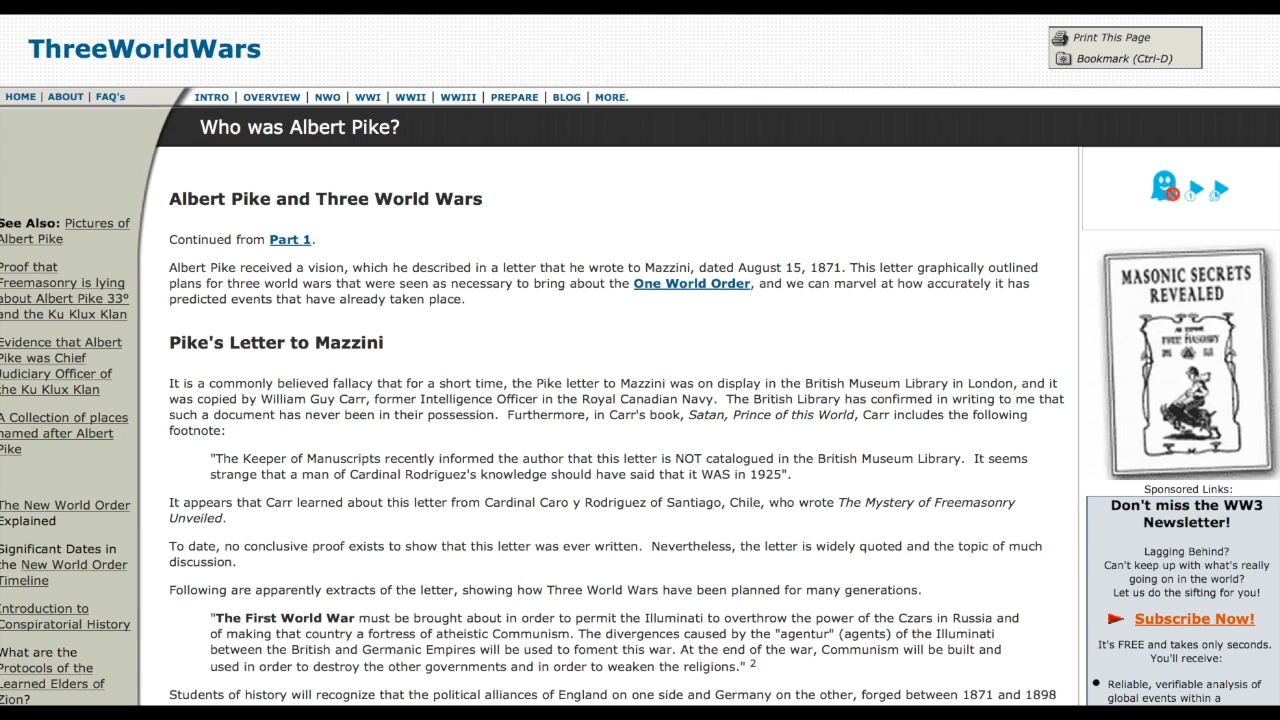 ThreeWorldWars
Print This Page
Bookmark (Ctrl-D)
HOME | ABOUT | FAQ's
INTRO | OVERVIEW | NWO | WWI | WWII | WWIII | PREPARE | BLOG | MORE.
Who was Albert Pike?
See Also: Pictures of
Albert Pike
Proof that
Freemasonry is lying
about Albert Pike 33º
and the Ku Klux Klan
Evidence that Albert
Pike was Chief
Judiciary Officer of
the Ku Klux Klan
A Collection of places
named after Albert
Pike
The New World Order
Explained
Significant Dates in
the New World Order
Timeline
Introduction to
Conspiratorial History
What are the
Protocols of the
Learned Elders of
Zion?
Albert Pike and Three World Wars
Continued from Part 1.
Albert Pike received a vision, which he described in a letter that he wrote to Mazzini, dated August 15, 1871. This letter graphically outlined
plans for three world wars that were seen as necessary to bring about the One World Order, and we can marvel at how accurately it has
predicted events that have already taken place.
Pike's Letter to Mazzini
It is a commonly believed fallacy that for a short time, the Pike letter to Mazzini was on display in the British Museum Library in London, and it
was copied by William Guy Carr, former Intelligence Officer in the Royal Canadian Navy. The British Library has confirmed in writing to me that
such a document has never been in their possession. Furthermore, in Carr's book, Satan, Prince of this World, Carr includes the following
footnote:
"The Keeper of Manuscripts recently informed the author that this letter is NOT catalogued in the British Museum Library. It seems
strange that a man of Cardinal Rodriguez's knowledge should have said that it WAS in 1925".
It appears that Carr learned about this letter from Cardinal Caro y Rodriguez of Santiago, Chile, who wrote The Mystery of Freemasonry
Unveiled.
To date, no conclusive proof exists to show that this letter was ever written. Nevertheless, the letter is widely quoted and the topic of much
discussion.
Following are apparently extracts of the letter, showing how Three World Wars have been planned for many generations.
"The First World War must be brought about in order to permit the Illuminati to overthrow the power of the Czars in Russia and
of making that country a fortress of atheistic Communism. The divergences caused by the "agentur" (agents) of the Illuminati
between the British and Germanic Empires will be used to foment this war. At the end of the war, Communism will be built and
used in order to destroy the other governments and in order to weaken the religions." 2
Students of history will recognize that the political alliances of England on one side and Germany on the other, forged between 1871 and 1898
MASONIC SECRETS
REVEALED
FREE MASONRY
Sponsored Links:
Don't miss the WW3
Newsletter!
Lagging Behind?
Can't keep up with what's really
going on in the world?
Let us do the sifting for you!
Subscribe Now!
It's FREE and takes only seconds.
You'll receive:
Reliable, verifiable analysis of
global events within a